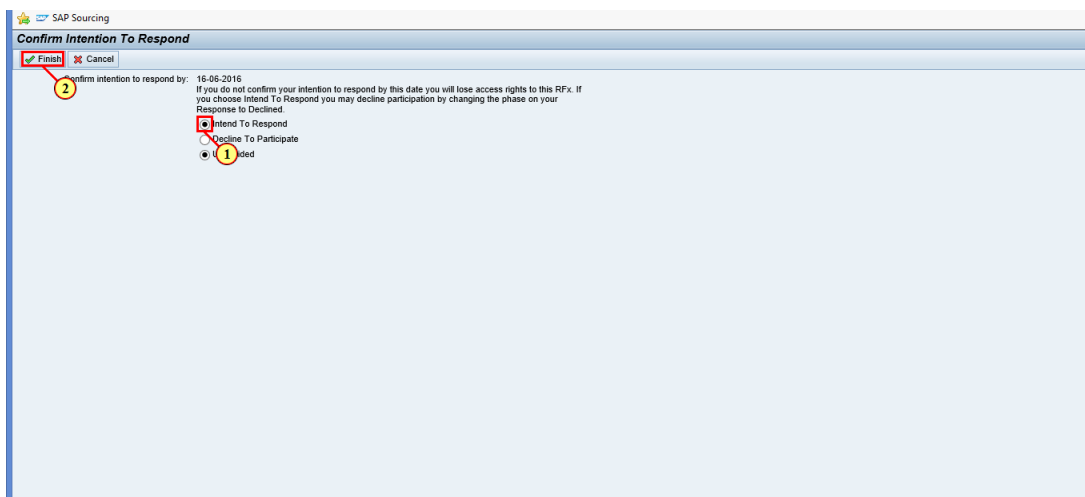 SAP Sourcing
Confirm Intention To Respond
Finish Cancel
Confirm intention to respond by: 16-06-2016
2
If you do not confirm your intention to respond by this date you will lose access rights to this RFx. If
you choose Intend To Respond you may decline participation by changing the phase on your
Response to Declined.
Intend To Respond
Decline To Participate
1